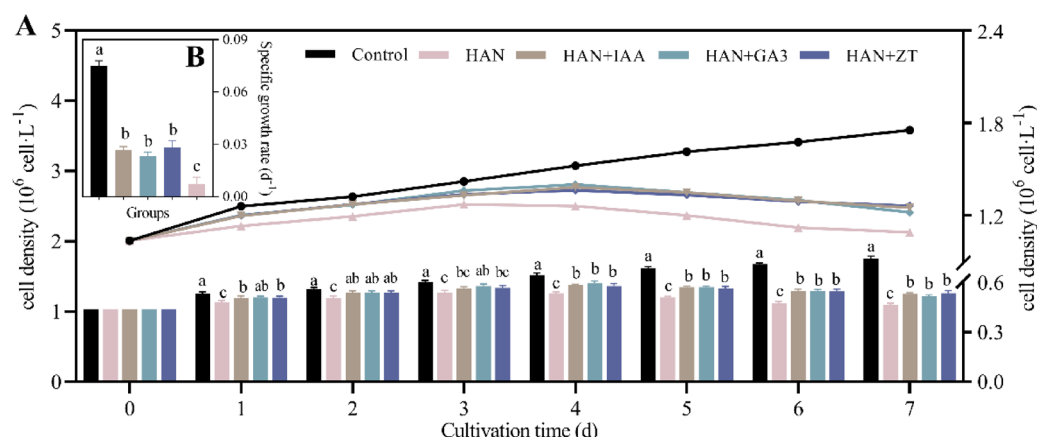 A
B
Control HAN HAN+IAA HAN+GA3 HAN+ZT
5
4
3
2
1
0
cell density (10⁶ cell·L⁻¹)
2.4
1.8
1.2
0.6
0.3
0.0
cell density (10⁶ cell·L⁻¹)
a b b b c
0.09
0.06
0.03
0.00
Specific growth rate (d⁻¹)
Groups
a c b ab b
a c ab ab ab
a c bc ab bc
a c b b b
a c b b b
a c b b b
a c b b b
0 1 2 3 4 5 6 7
Cultivation time (d)